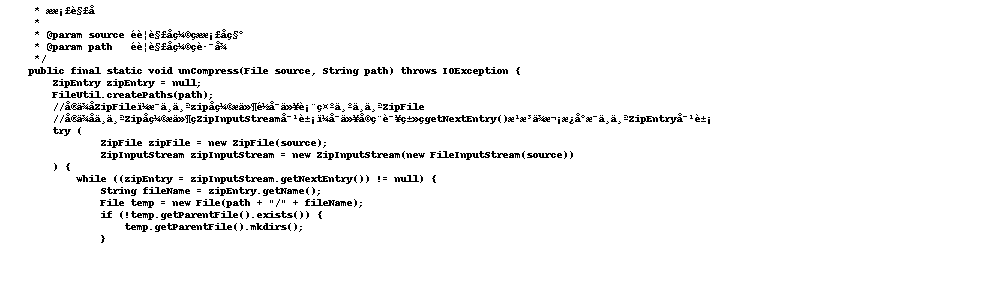 * æ¡£è§£å
*
* @param source éè¦è§£åç¼©çææ¡£åç§°
* @param path éè¦è§£åç¼©çè·¯å¾
*/
public final static void unCompress(File source, String path) throws IOException {
ZipEntry zipEntry = null;
FileUtil.createPaths(path);
//å®ä¾åZipFileï¼æ¯ä¸ä¸ªzipåç¼©æä»¶é½å¯ä»¥è¡¨ç¤ºä¸ºä¸ä¸ªZipFile
//å®ä¾åä¸ä¸ªZipåç¼©æä»¶çZipInputStreamå¯¹è±¡ï¼å¯ä»¥å©ç¨è¯¥ç±»çgetNextEntry()æ¹æ³ä¾æ¬¡æ¿å°æ¯ä¸ä¸ªZipEntryå¯¹è±¡
try (
ZipFile zipFile = new ZipFile(source);
ZipInputStream zipInputStream = new ZipInputStream(new FileInputStream(source))
) {
while ((zipEntry = zipInputStream.getNextEntry()) != null) {
String fileName = zipEntry.getName();
File temp = new File(path + "/" + fileName);
if (!temp.getParentFile().exists()) {
temp.getParentFile().mkdirs();
}